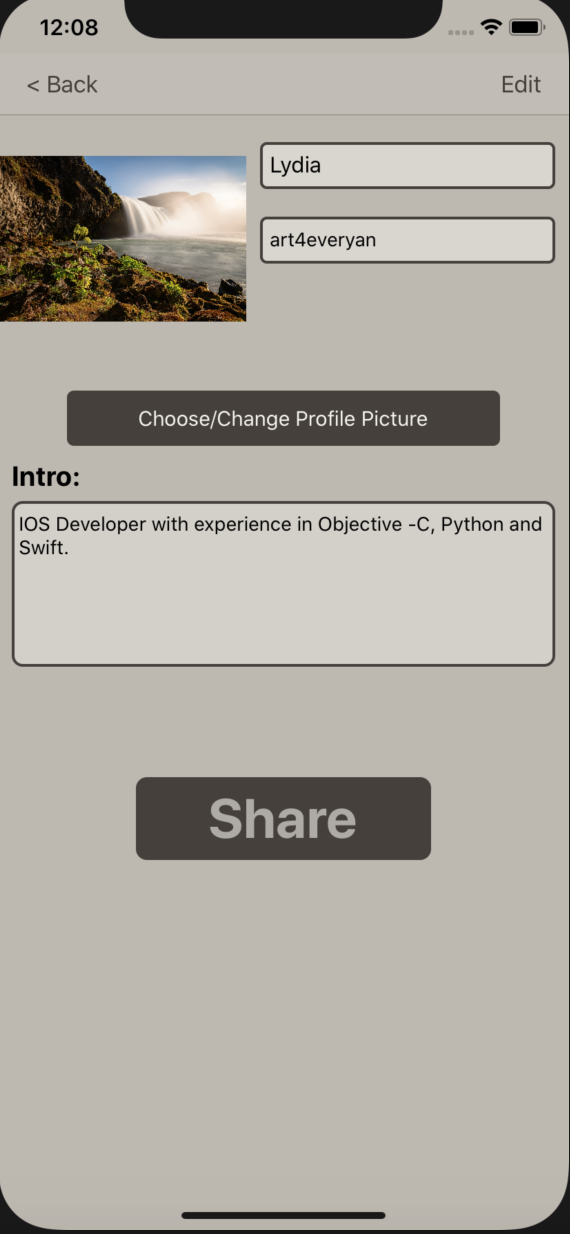 12:08
< Back
Edit
Lydia
art4everyan
Choose/Change Profile Picture
Intro:
IOS Developer with experience in Objective -C, Python and
Swift.
Share